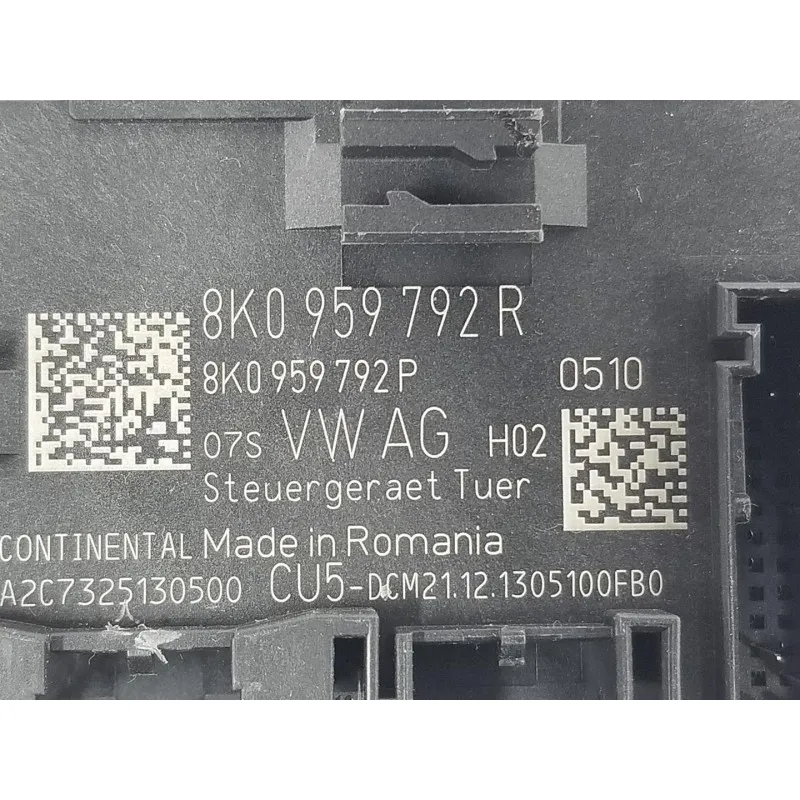 8K0 959 792 R
8K0 959 792 P 0510
07S VW AG H02
Steuergeraet Tuer
CONTINENTAL Made in Romania
A2C7325130500 CU5-DCM21.12.1305100FB0